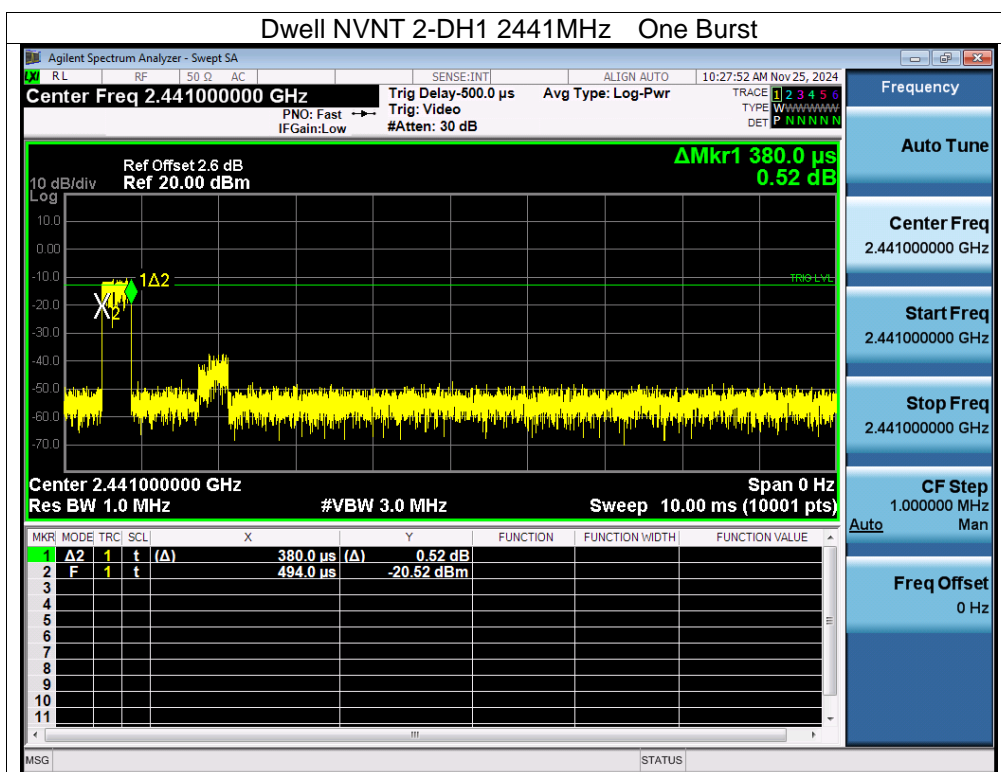 Dwell NVNT 2-DH1 2441MHz    One Burst
Agilent Spectrum Analyzer - Swept SA
LXI RL RF 50 Ω AC SENSE:INT ALIGN AUTO 10:27:52 AM Nov 25, 2024
Center Freq 2.441000000 GHz Trig Delay-500.0 µs Avg Type: Log-Pwr TRACE 1 2 3 4 5 6
PNO: Fast Trig: Video TYPE WWWWWWW
IFGain:Low #Atten: 30 dB DET P NNNNN
Ref Offset 2.6 dB ΔMkr1 380.0 µs
10 dB/div Ref 20.00 dBm 0.52 dB
Log
10.0
0.00
-10.0 1Δ2 TRIG LVL
-20.0 2
-30.0
-40.0
-50.0
-60.0
-70.0
Center 2.441000000 GHz Span 0 Hz
Res BW 1.0 MHz #VBW 3.0 MHz Sweep 10.00 ms (10001 pts)
MKR MODE TRC SCL X Y FUNCTION FUNCTION WIDTH FUNCTION VALUE
1 Δ2 1 t (Δ) 380.0 µs (Δ) 0.52 dB
2 F 1 t 494.0 µs -20.52 dBm
3
4
5
6
7
8
9
10
11
MSG STATUS
Frequency
Auto Tune
Center Freq
2.441000000 GHz
Start Freq
2.441000000 GHz
Stop Freq
2.441000000 GHz
CF Step
1.000000 MHz
Auto Man
Freq Offset
0 Hz